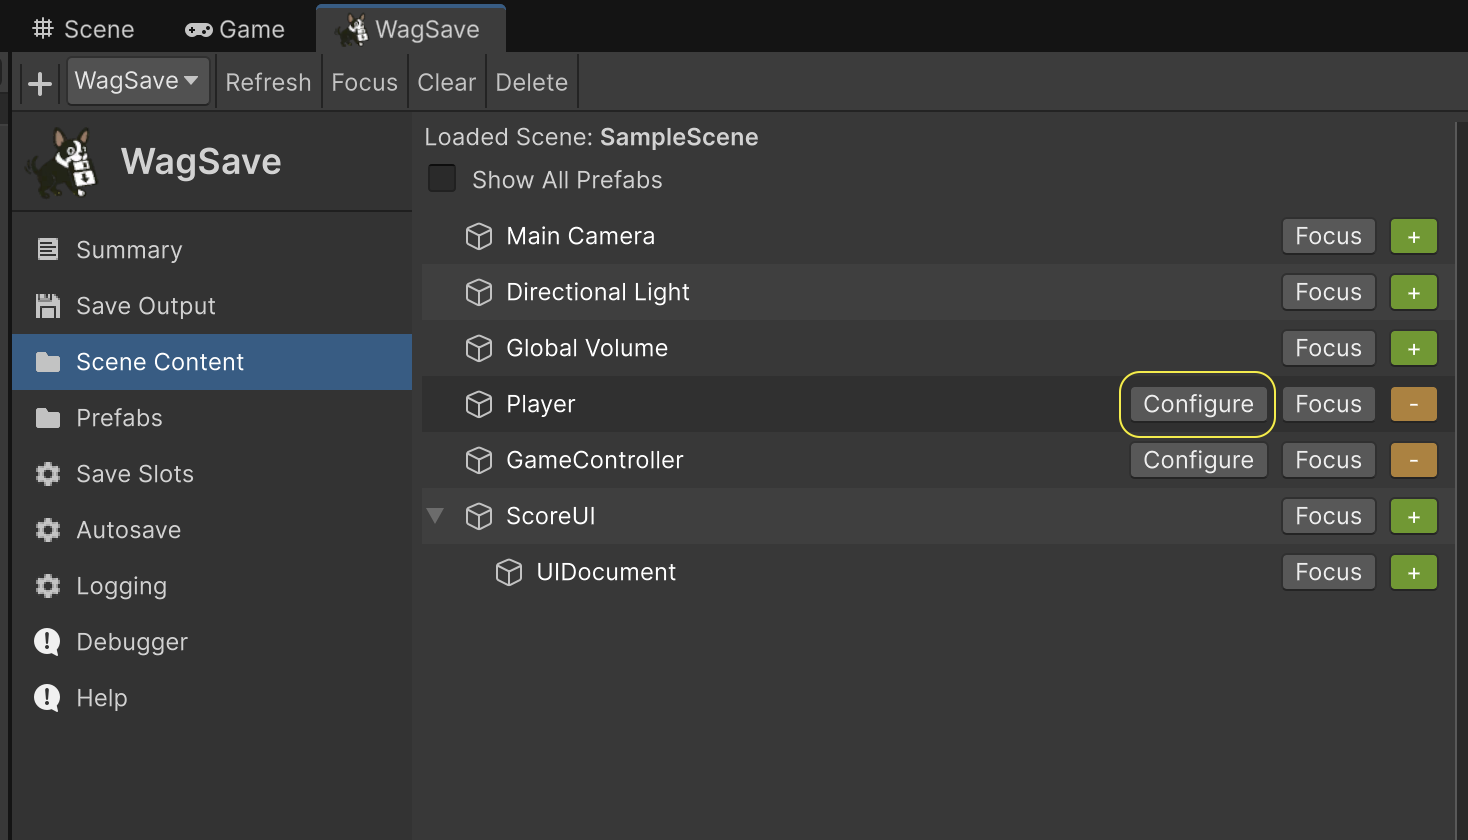 Scene Game WagSave
+ WagSave Refresh Focus Clear Delete
WagSave
Summary
Save Output
Scene Content
Prefabs
Save Slots
Autosave
Logging
Debugger
Help
Loaded Scene: SampleScene
Show All Prefabs
Main Camera Focus +
Directional Light Focus +
Global Volume Focus +
Player Configure Focus -
GameController Configure Focus -
ScoreUI Focus +
UIDocument Focus +